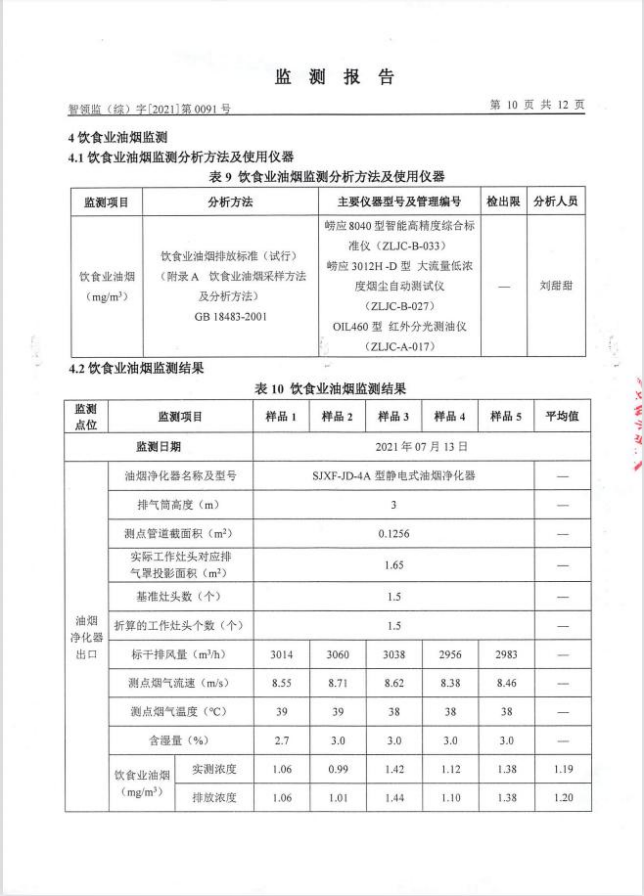 监 测 报 告
智领监（综）字[2021]第 0091 号
第 10 页 共 12 页
4 饮食业油烟监测
4.1 饮食业油烟监测分析方法及使用仪器
表 9 饮食业油烟监测分析方法及使用仪器
监测项目 分析方法 主要仪器型号及管理编号 检出限 分析人员
饮食业油烟
（mg/m³）
饮食业油烟排放标准（试行）
（附录 A 饮食业油烟采样方法
及分析方法）
GB 18483-2001
崂应 8040 型智能高精度综合标
准仪（ZLJC-B-033）
崂应 3012H -D 型 大流量低浓
度烟尘自动测试仪
（ZLJC-B-027）
OIL460 型 红外分光测油仪
（ZLJC-A-017）
—
刘甜甜
4.2 饮食业油烟监测结果
表 10 饮食业油烟监测结果
监测
点位
监测项目 样品 1 样品 2 样品 3 样品 4 样品 5 平均值
监测日期 2021 年 07 月 13 日
油烟
净化器
出口
油烟净化器名称及型号 SJXF-JD-4A 型静电式油烟净化器 —
排气筒高度（m） 3 —
测点管道截面积（m²） 0.1256 —
实际工作灶头对应排
气罩投影面积（m²）
1.65 —
基准灶头数（个） 1.5 —
折算的工作灶头个数（个） 1.5 —
标干排风量（m³/h） 3014 3060 3038 2956 2983 —
测点烟气流速（m/s） 8.55 8.71 8.62 8.38 8.46 —
测点烟气温度（℃） 39 39 38 38 38 —
含湿量（%） 2.7 3.0 3.0 3.0 3.0 —
饮食业油烟
（mg/m³）
实测浓度 1.06 0.99 1.42 1.12 1.38 1.19
排放浓度 1.06 1.01 1.44 1.10 1.38 1.20